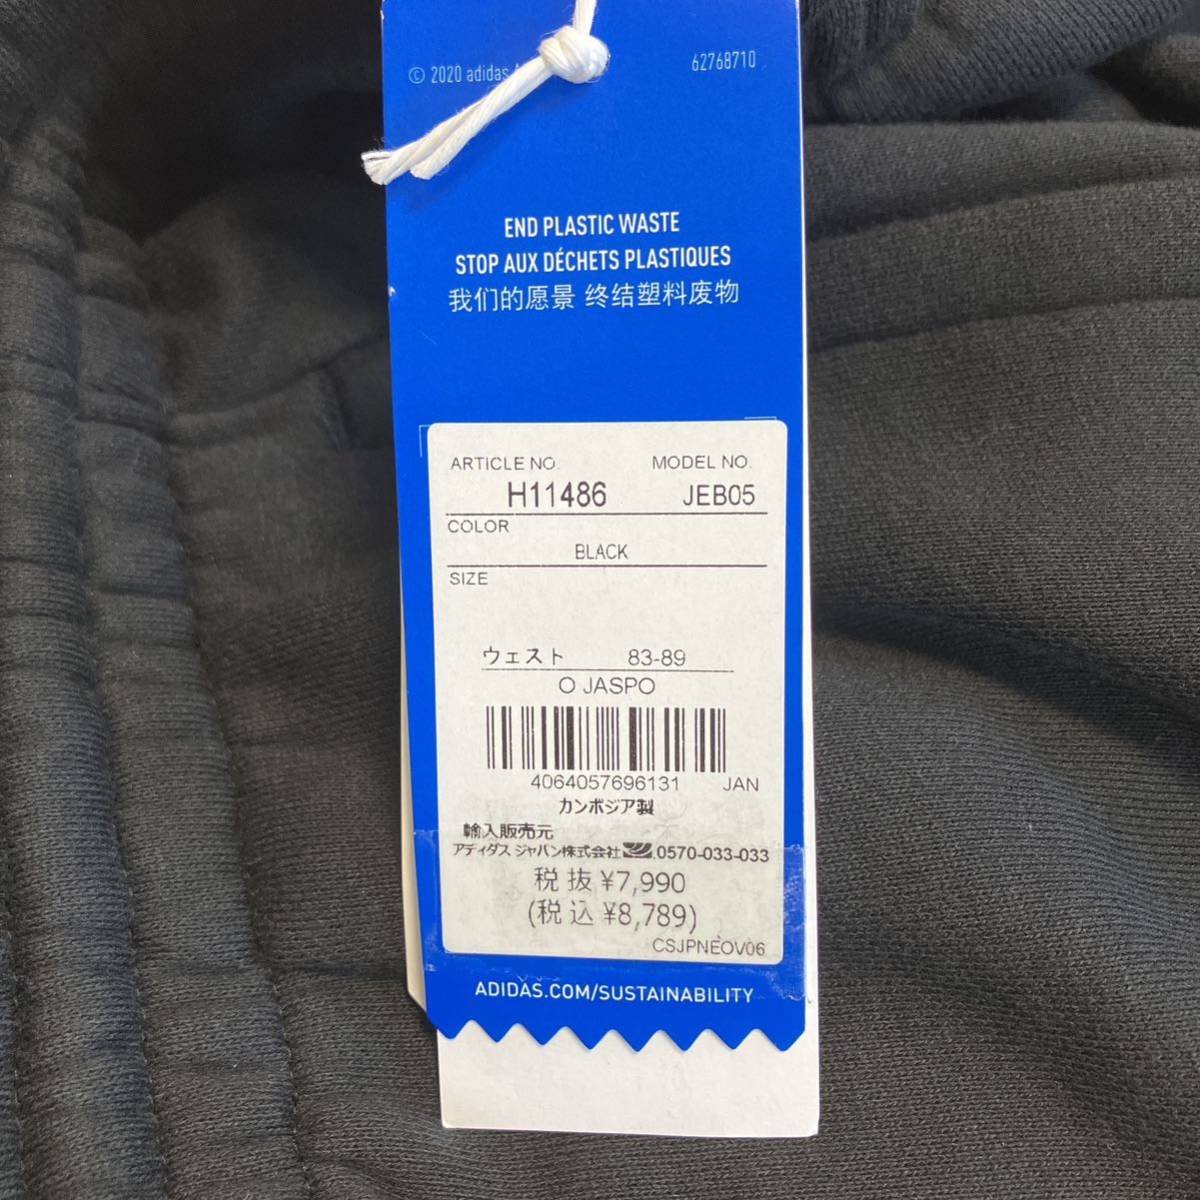 © 2020 adidas
62768710
END PLASTIC WASTE
STOP AUX DÉCHETS PLASTIQUES
我们的愿景 终结塑料废物
ARTICLE NO. MODEL NO.
H11486 JEB05
COLOR
BLACK
SIZE
ウェスト 83-89
O JASPO
4064057696131 JAN
カンボジア製
輸入販売元
アディダス ジャパン株式会社 0570-033-033
税抜 ¥7,990
(税込 ¥8,789)
CSJPNEOV06
ADIDAS.COM/SUSTAINABILITY